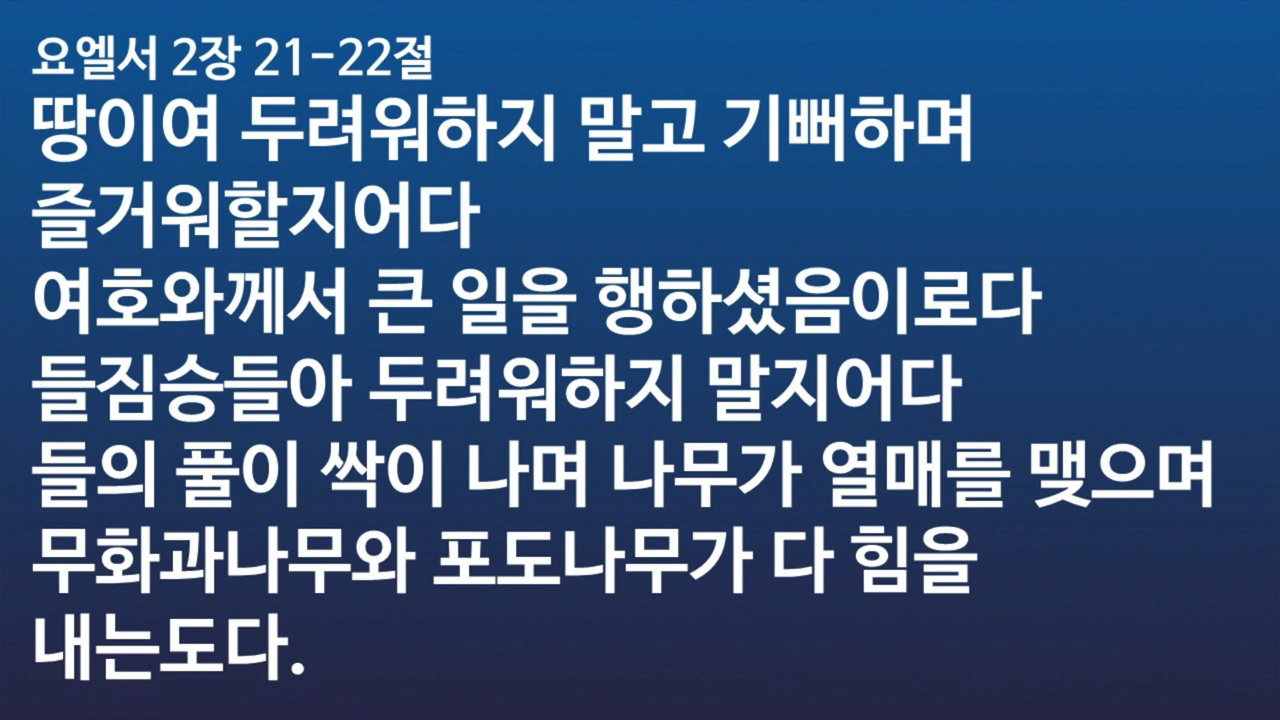 요엘서 2장 21-22절
땅이여 두려워하지 말고 기뻐하며
즐거워할지어다
여호와께서 큰 일을 행하셨음이로다
들짐승들아 두려워하지 말지어다
들의 풀이 싹이 나며 나무가 열매를 맺으며
무화과나무와 포도나무가 다 힘을
내는도다.